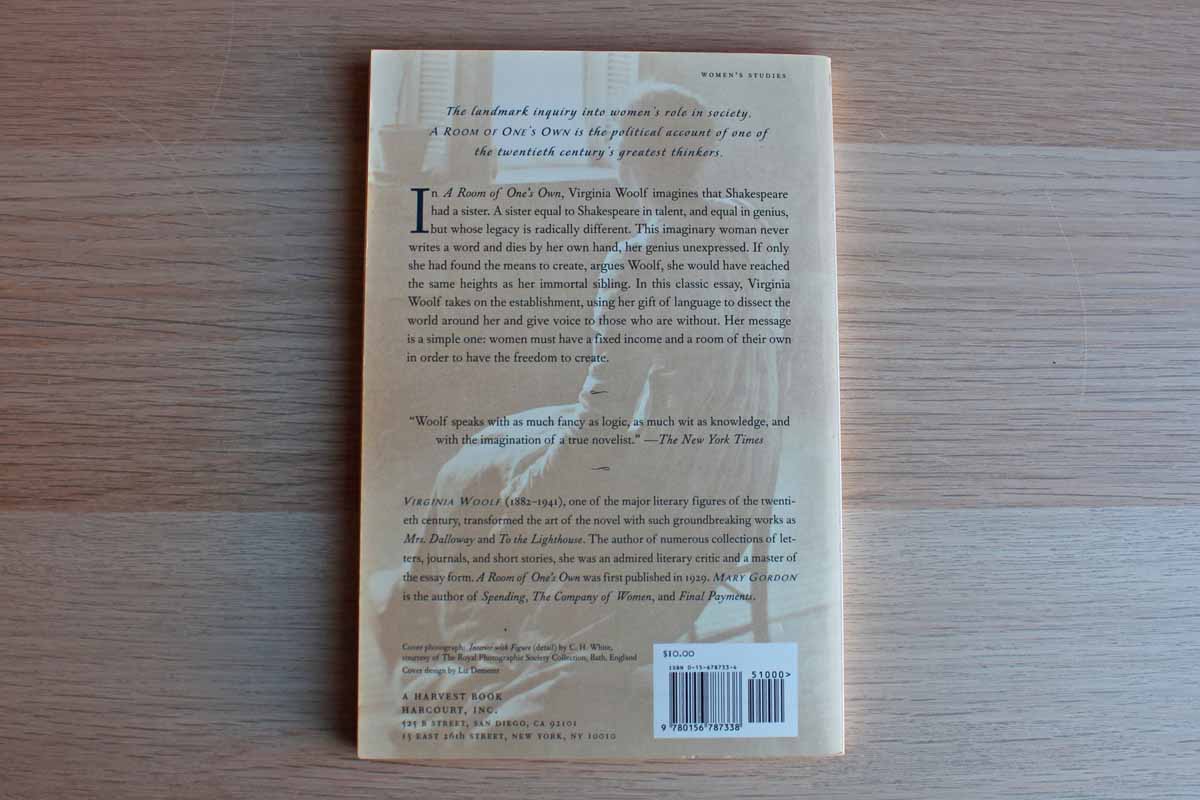 WOMEN'S STUDIES
The landmark inquiry into women's role in society.
A ROOM OF ONE'S OWN is the political account of one of
the twentieth century's greatest thinkers.
In A Room of One's Own, Virginia Woolf imagines that Shakespeare
had a sister. A sister equal to Shakespeare in talent, and equal in genius,
but whose legacy is radically different. This imaginary woman never
writes a word and dies by her own hand, her genius unexpressed. If only
she had found the means to create, argues Woolf, she would have reached
the same heights as her immortal sibling. In this classic essay, Virginia
Woolf takes on the establishment, using her gift of language to dissect the
world around her and give voice to those who are without. Her message
is a simple one: women must have a fixed income and a room of their own
in order to have the freedom to create.
“Woolf speaks with as much fancy as logic, as much wit as knowledge, and
with the imagination of a true novelist.” —The New York Times
VIRGINIA WOOLF (1882–1941), one of the major literary figures of the twenti-
eth century, transformed the art of the novel with such groundbreaking works as
Mrs. Dalloway and To the Lighthouse. The author of numerous collections of let-
ters, journals, and short stories, she was an admired literary critic and a master of
the essay form. A Room of One's Own was first published in 1929. MARY GORDON
is the author of Spending, The Company of Women, and Final Payments.
Cover photograph: Interior with Figure (detail) by C. H. White,
courtesy of The Royal Photographic Society Collection, Bath, England
Cover design by Liz Demeter
A HARVEST BOOK
HARCOURT, INC.
525 B STREET, SAN DIEGO, CA 92101
15 EAST 26TH STREET, NEW YORK, NY 10010
$10.00
ISBN 0-15-678733-4
51000>
9 780156 787338